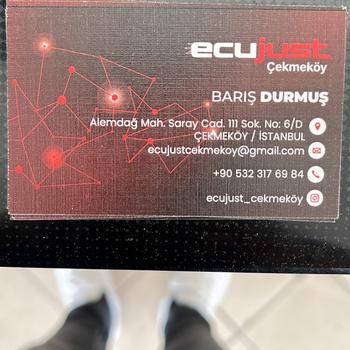 ecujust
Çekmeköy
BARIŞ DURMUŞ
Alemdağ Mah. Saray Cad. 111 Sok. No: 6/D
ÇEKMEKÖY / İSTANBUL
ecujustcekmekoy@gmail.com
+90 532 317 69 84
ecujust_cekmeköy